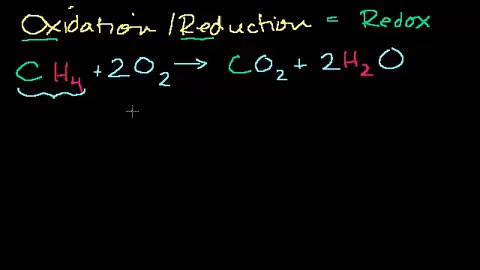 Oxidation / Reduction = Redox
CH₄ + 2O₂ → CO₂ + 2H₂O